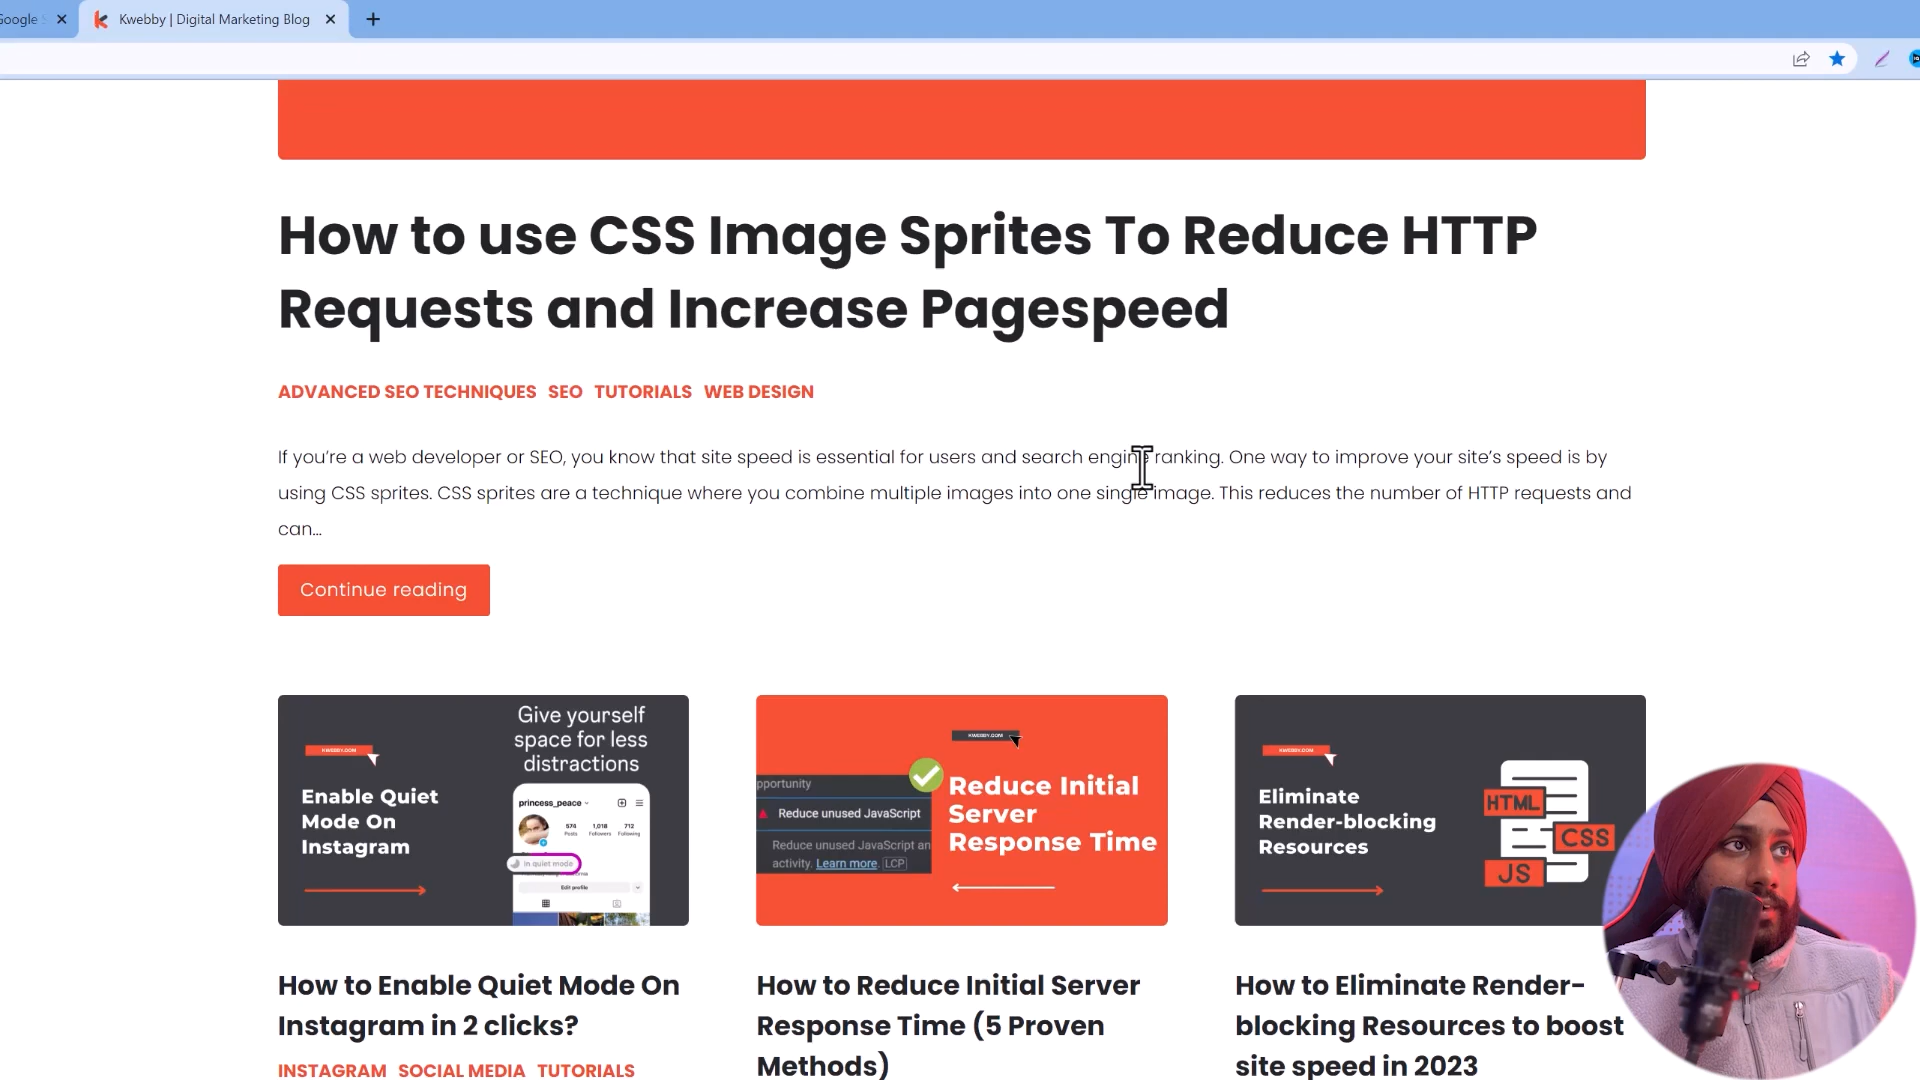 Google
Kwebby | Digital Marketing Blog
How to use CSS Image Sprites To Reduce HTTP
Requests and Increase Pagespeed
ADVANCED SEO TECHNIQUES SEO TUTORIALS WEB DESIGN
If you’re a web developer or SEO, you know that site speed is essential for users and search engine ranking. One way to improve your site’s speed is by
using CSS sprites. CSS sprites are a technique where you combine multiple images into one single image. This reduces the number of HTTP requests and
can...
Continue reading
KWEBBY.COM
Enable Quiet
Mode On
Instagram
Give yourself
space for less
distractions
princess_peace
574 1,018 712
Posts Followers Following
In quiet mode
Edit profile
KWEBBY.COM
pportunity
Reduce unused JavaScript
Reduce unused JavaScript an
activity. Learn more. LCP
Reduce Initial
Server
Response Time
KWEBBY.COM
Eliminate
Render-blocking
Resources
HTML
CSS
JS
How to Enable Quiet Mode On
Instagram in 2 clicks?
INSTAGRAM SOCIAL MEDIA TUTORIALS
How to Reduce Initial Server
Response Time (5 Proven
Methods)
How to Eliminate Render-
blocking Resources to boost
site speed in 2023